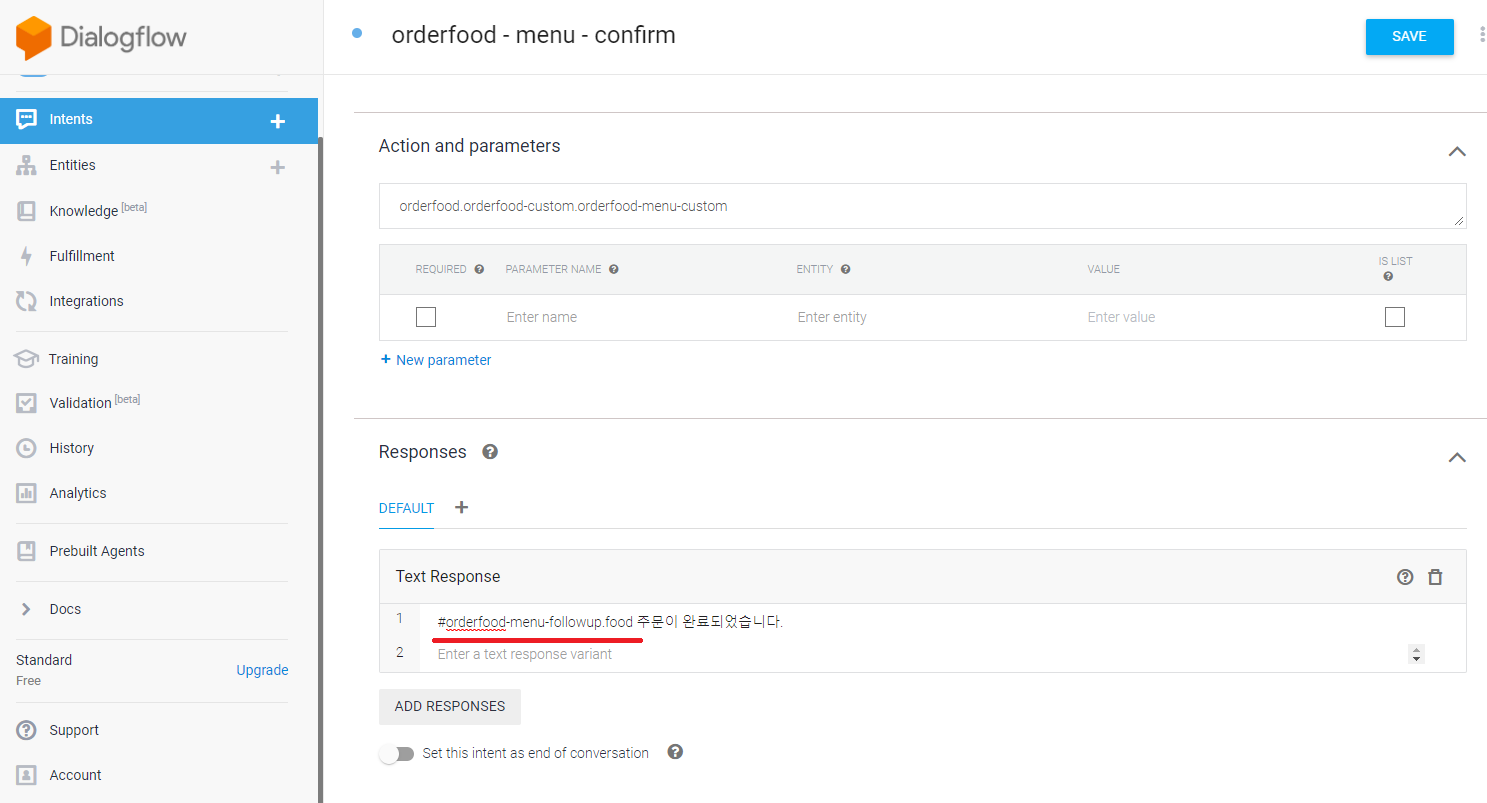 Dialogflow
orderfood - menu - confirm
SAVE
Intents
Entities
Knowledge [beta]
Fulfillment
Integrations
Training
Validation [beta]
History
Analytics
Prebuilt Agents
Docs
Standard
Free
Upgrade
Support
Account
Action and parameters
orderfood.orderfood-custom.orderfood-menu-custom
REQUIRED PARAMETER NAME ENTITY VALUE IS LIST
Enter name Enter entity Enter value
+ New parameter
Responses
DEFAULT +
Text Response
1 #orderfood-menu-followup.food 주문이 완료되었습니다.
2 Enter a text response variant
ADD RESPONSES
Set this intent as end of conversation